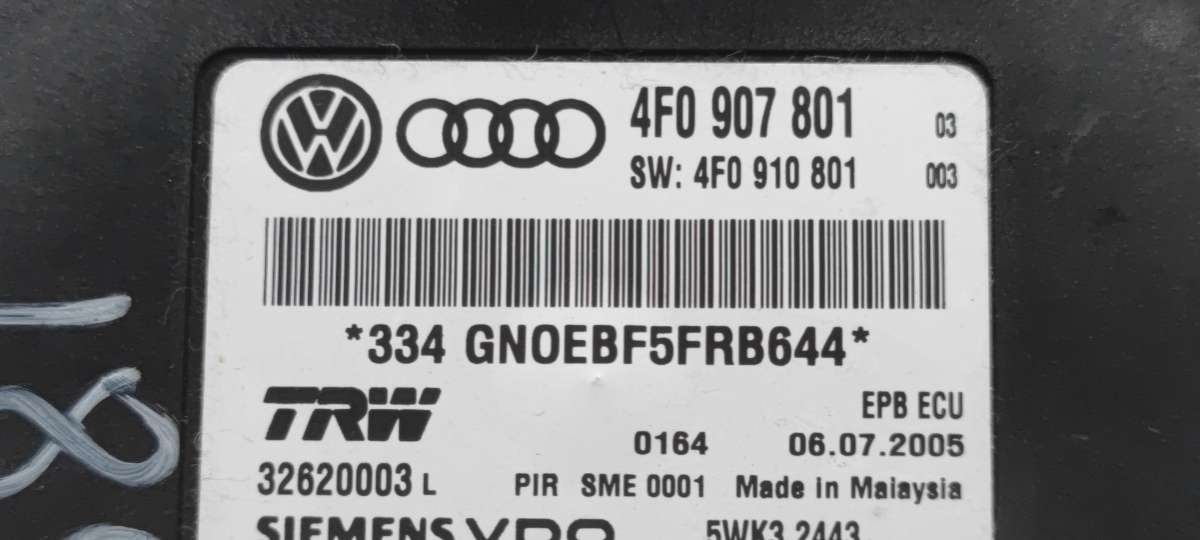 4F0 907 801 03
SW: 4F0 910 801 003
*334 GNOEBF5FRB644*
TRW EPB ECU
0164 06.07.2005
32620003 L PIR SME 0001 Made in Malaysia
SIEMENS VDO 5WK3 2443